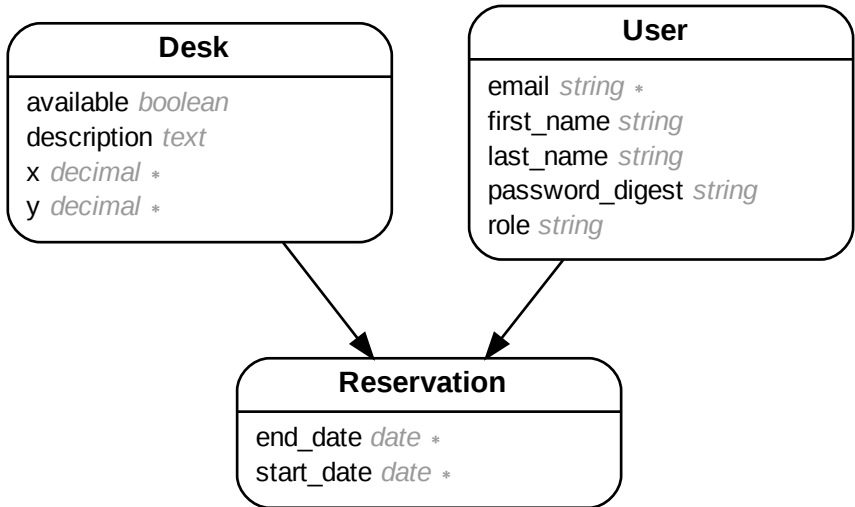 Desk
available boolean
description text
x decimal *
y decimal *
User
email string *
first_name string
last_name string
password_digest string
role string
Reservation
end_date date *
start_date date *